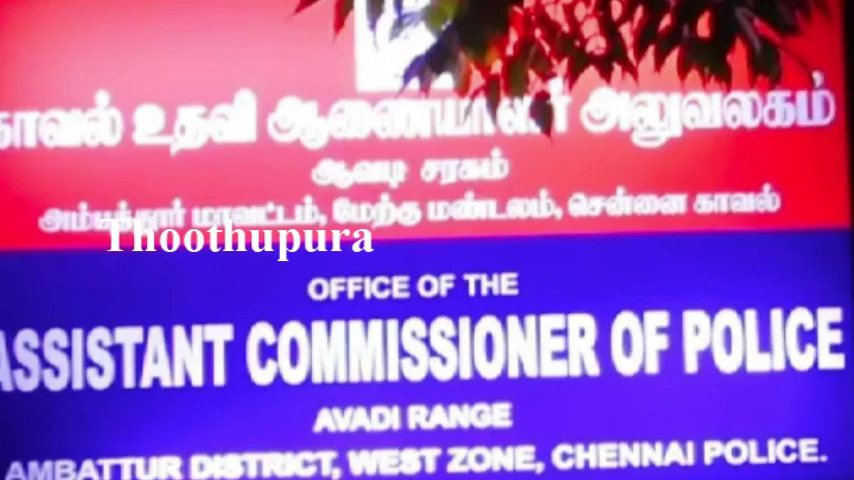 காவல் உதவி ஆணையாளர் அலுவலகம்
ஆவடி சரகம்
அம்பத்தூர் மாவட்டம், மேற்கு மண்டலம், சென்னை காவல்
Thoothupura
OFFICE OF THE
ASSISTANT COMMISSIONER OF POLICE
AVADI RANGE
AMBATTUR DISTRICT, WEST ZONE, CHENNAI POLICE.